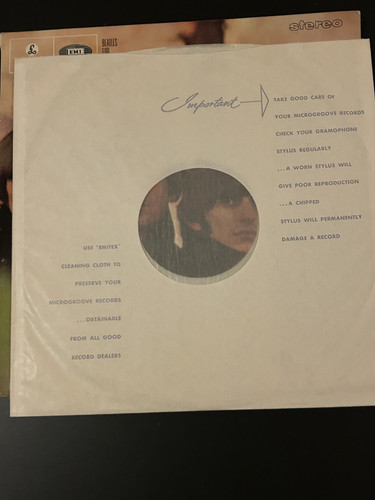 stereo
EMI
BEATLES
FOR
Important
TAKE GOOD CARE OF
YOUR MICROGROOVE RECORDS
CHECK YOUR GRAMOPHONE
STYLUS REGULARLY
...A WORN STYLUS WILL
GIVE POOR REPRODUCTION
...A CHIPPED
STYLUS WILL PERMANENTLY
DAMAGE A RECORD
USE "EMITEX"
CLEANING CLOTH TO
PRESERVE YOUR
MICROGROOVE RECORDS
...OBTAINABLE
FROM ALL GOOD
RECORD DEALERS